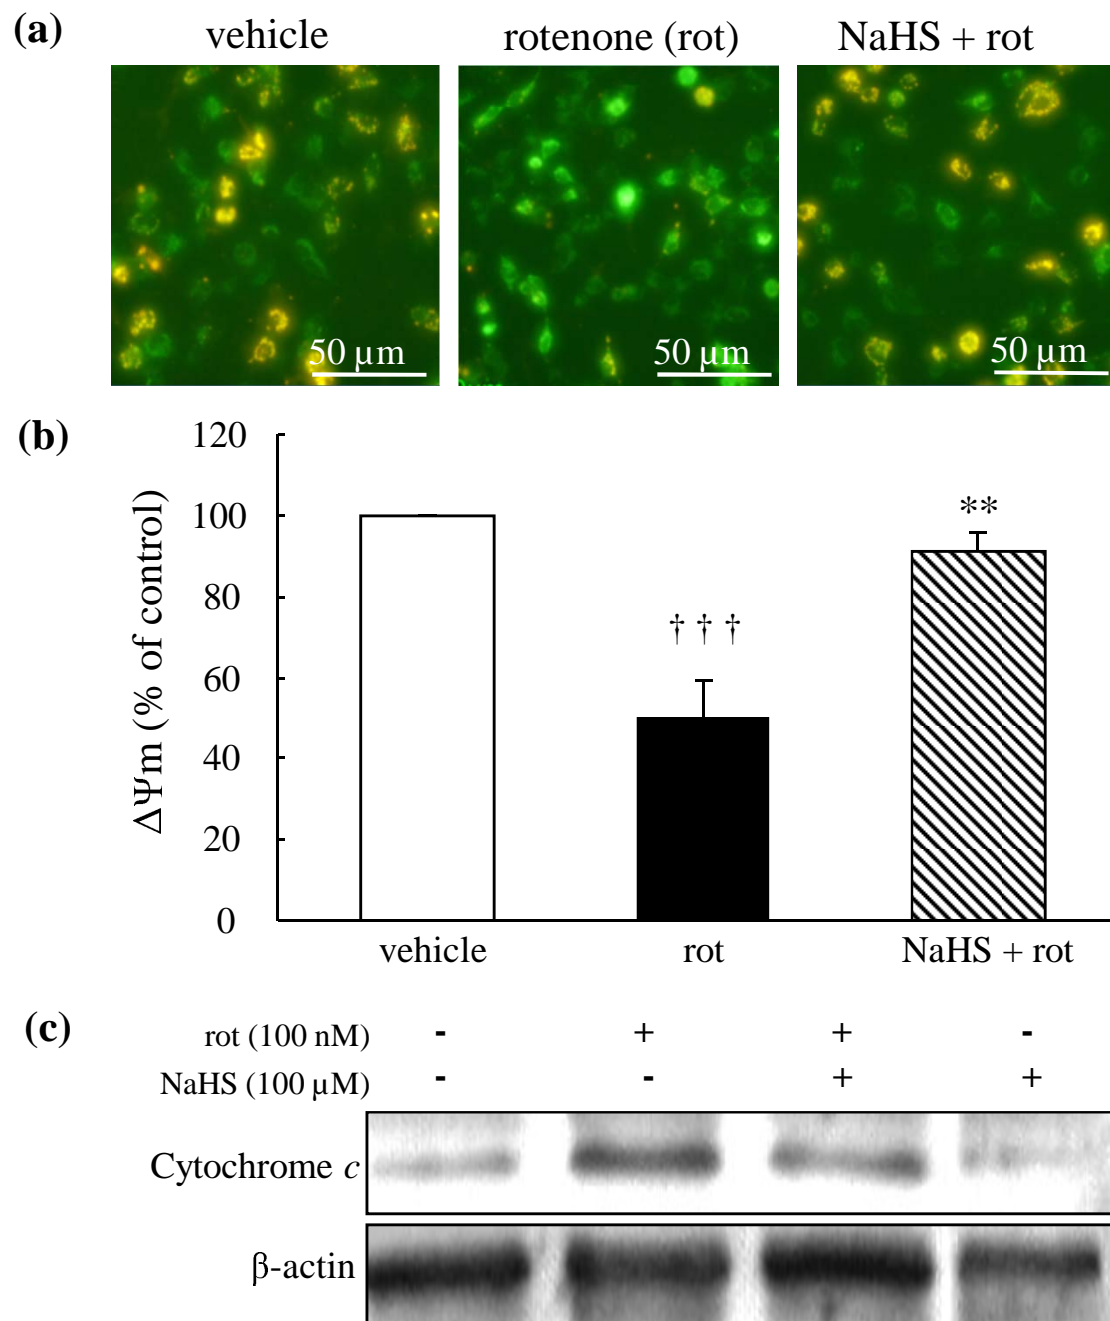 (a)
vehicle rotenone (rot) NaHS + rot
50 µm 50 µm 50 µm
(b)
120
100
80
60
40
20
0
ΔΨm (% of control)
† † †
**
vehicle rot NaHS + rot
(c)
rot (100 nM) - + + -
NaHS (100 µM) - - + +
Cytochrome c
β-actin